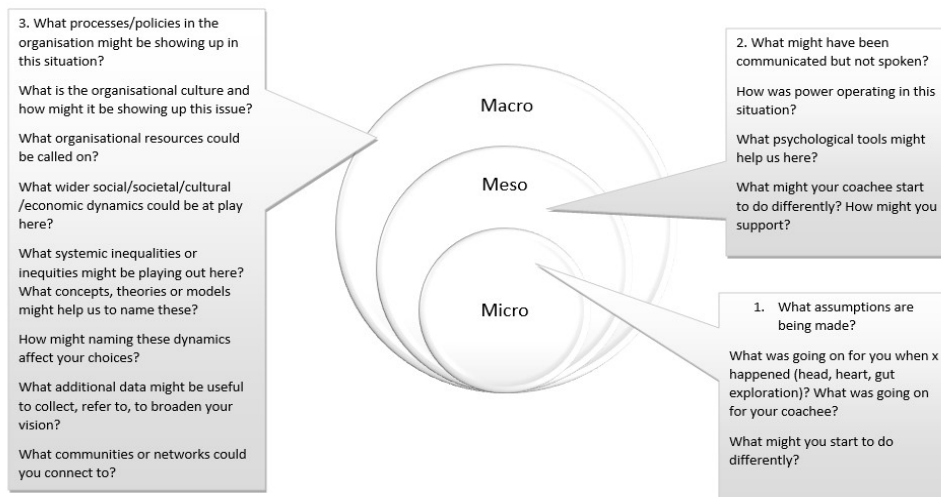 3. What processes/policies in the
organisation might be showing up in
this situation?
What is the organisational culture and
how might it be showing up this issue?
What organisational resources could
be called on?
What wider social/societal/cultural
/economic dynamics could be at play
here?
What systemic inequalities or
inequities might be playing out here?
What concepts, theories or models
might help us to name these?
How might naming these dynamics
affect your choices?
What additional data might be useful
to collect, refer to, to broaden your
vision?
What communities or networks could
you connect to?
Macro
Meso
Micro
2. What might have been
communicated but not spoken?
How was power operating in this
situation?
What psychological tools might
help us here?
What might your coachee start
to do differently? How might you
support?
1. What assumptions are
being made?
What was going on for you when x
happened (head, heart, gut
exploration)? What was going on
for your coachee?
What might you start to do
differently?